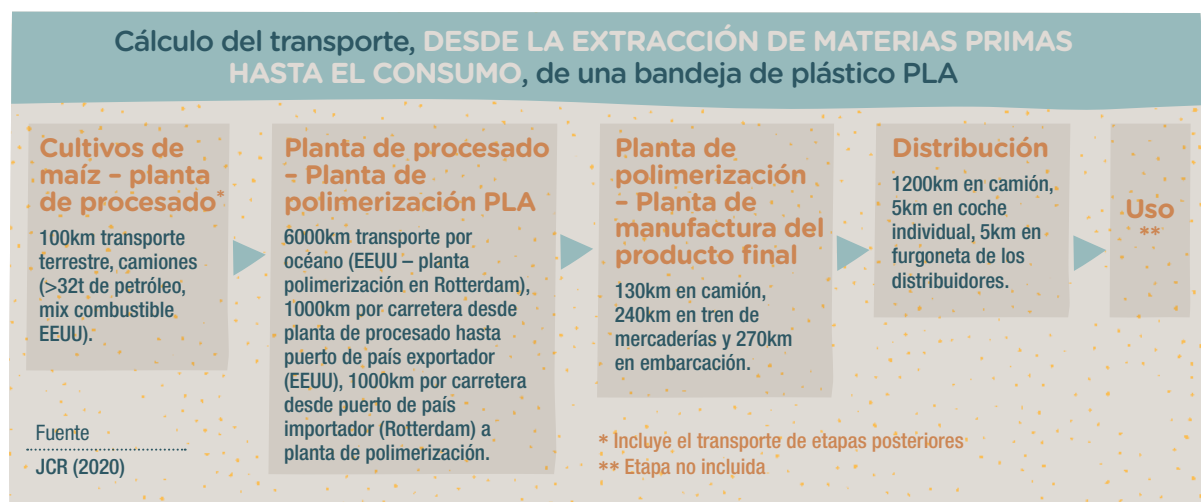 Cálculo del transporte, DESDE LA EXTRACCIÓN DE MATERIAS PRIMAS
HASTA EL CONSUMO, de una bandeja de plástico PLA
Cultivos de
maíz – planta
de procesado*
100km transporte
terrestre, camiones
(>32t de petróleo,
mix combustible
EEUU).
Planta de procesado
– Planta de
polimerización PLA
6000km transporte por
océano (EEUU – planta
polimerización en Rotterdam),
1000km por carretera desde
planta de procesado hasta
puerto de país exportador
(EEUU), 1000km por carretera
desde puerto de país
importador (Rotterdam) a
planta de polimerización.
Planta de
polimerización
– Planta de
manufactura del
producto final
130km en camión,
240km en tren de
mercaderías y 270km
en embarcación.
Distribución
1200km en camión,
5km en coche
individual, 5km en
furgoneta de los
distribuidores.
Uso
**
Fuente
JCR (2020)
* Incluye el transporte de etapas posteriores
** Etapa no incluida